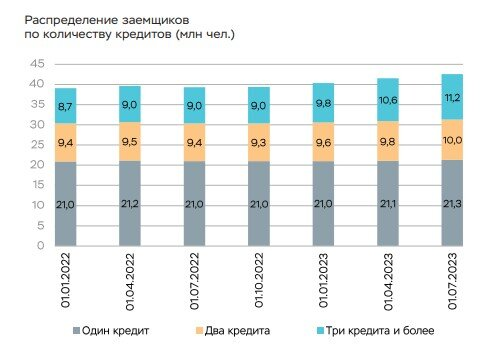 Распределение заемщиков
по количеству кредитов (млн чел.)
45
40
35
30
25
20
15
10
5
0
8,7 9,0 9,0 9,0 9,8 10,6 11,2
9,4 9,5 9,4 9,3 9,6 9,8 10,0
21,0 21,2 21,0 21,0 21,0 21,1 21,3
01.01.2022 01.04.2022 01.07.2022 01.10.2022 01.01.2023 01.04.2023 01.07.2023
Один кредит Два кредита Три кредита и более